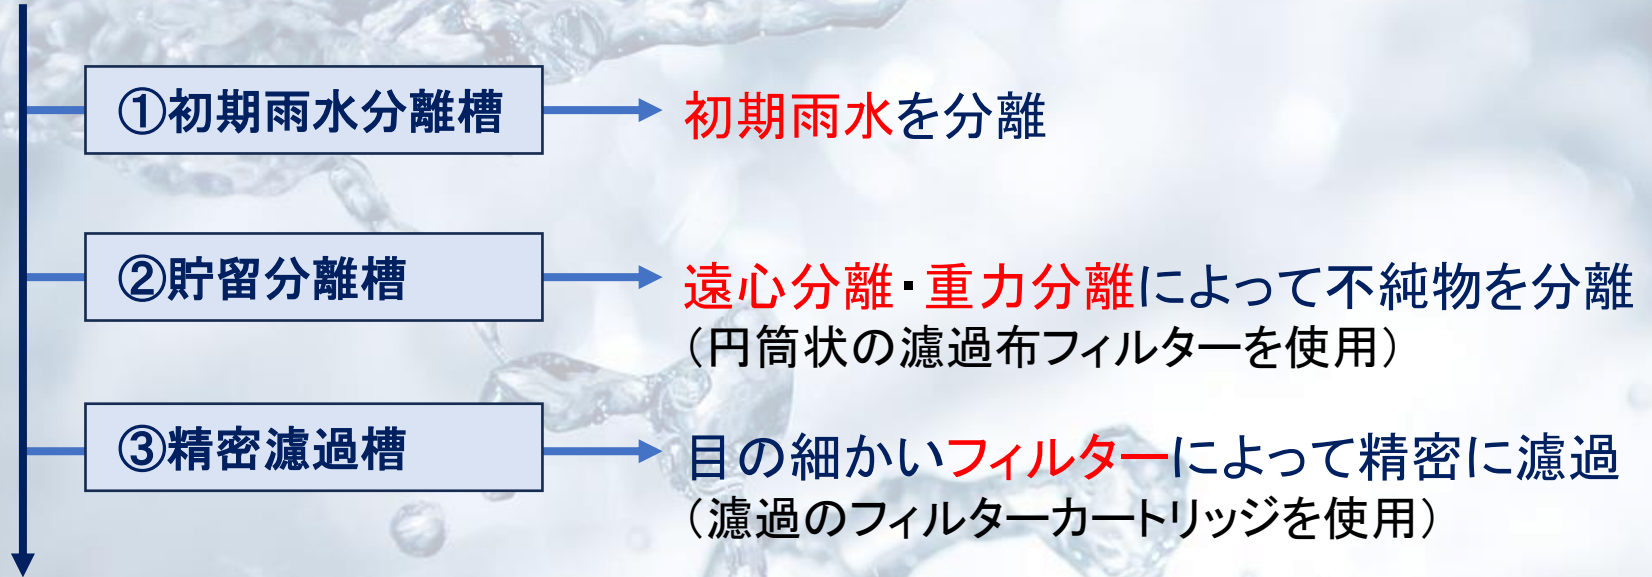 ①初期雨水分離槽
初期雨水を分離
②貯留分離槽
遠心分離・重力分離によって不純物を分離
（円筒状の濾過布フィルターを使用）
③精密濾過槽
目の細かいフィルターによって精密に濾過
（濾過のフィルターカートリッジを使用）